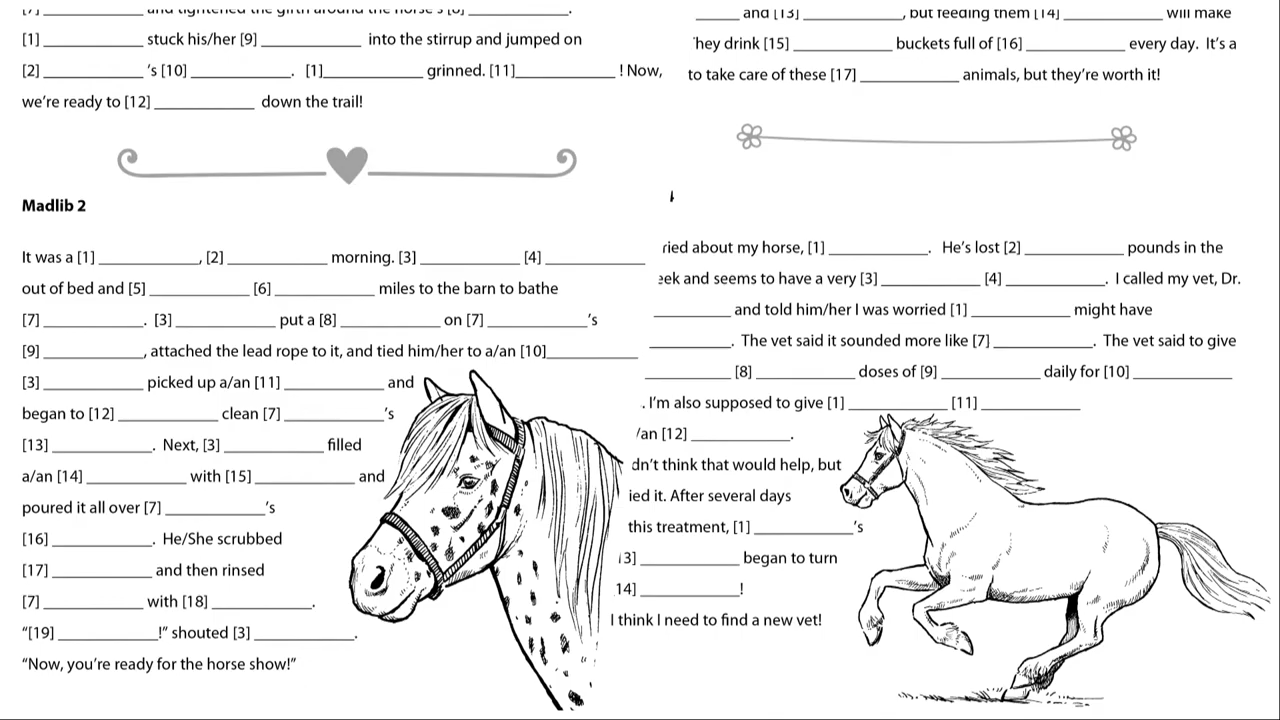 [7] ____________ and tightened the girth around the horse's [8] ____________.
[1] ____________ stuck his/her [9] ____________ into the stirrup and jumped on
[2] ____________ 's [10] ____________. [1]____________ grinned. [11]____________ ! Now,
we're ready to [12] ____________ down the trail!
Madlib 2
It was a [1] ____________, [2] ____________ morning. [3] ____________ [4] ____________
out of bed and [5] ____________ [6] ____________ miles to the barn to bathe
[7] ____________. [3] ____________ put a [8] ____________ on [7] ____________'s
[9] ____________, attached the lead rope to it, and tied him/her to a/an [10]___________
[3] ____________ picked up a/an [11] ____________ and
began to [12] ____________ clean [7] ____________'s
[13] ____________. Next, [3] ____________ filled
a/an [14] ____________ with [15] ____________ and
poured it all over [7] ____________'s
[16] ____________. He/She scrubbed
[17] ____________ and then rinsed
[7] ____________ with [18] ____________.
“[19] ____________!” shouted [3] ____________.
“Now, you're ready for the horse show!”
_____ and [13] ____________, but feeding them [14] ____________ will make
hey drink [15] ____________ buckets full of [16] ____________ every day. It's a
to take care of these [17] ____________ animals, but they're worth it!
ried about my horse, [1] ____________. He's lost [2] ____________ pounds in the
eek and seems to have a very [3] ____________ [4] ____________. I called my vet, Dr.
_________ and told him/her I was worried [1] ____________ might have
__________. The vet said it sounded more like [7] ____________. The vet said to give
__________ [8] ____________ doses of [9] ____________ daily for [10] ____________
. I'm also supposed to give [1] ____________ [11] ____________
/an [12] ____________.
dn't think that would help, but
ied it. After several days
this treatment, [1] ____________'s
3] ____________ began to turn
14] ____________!
I think I need to find a new vet!